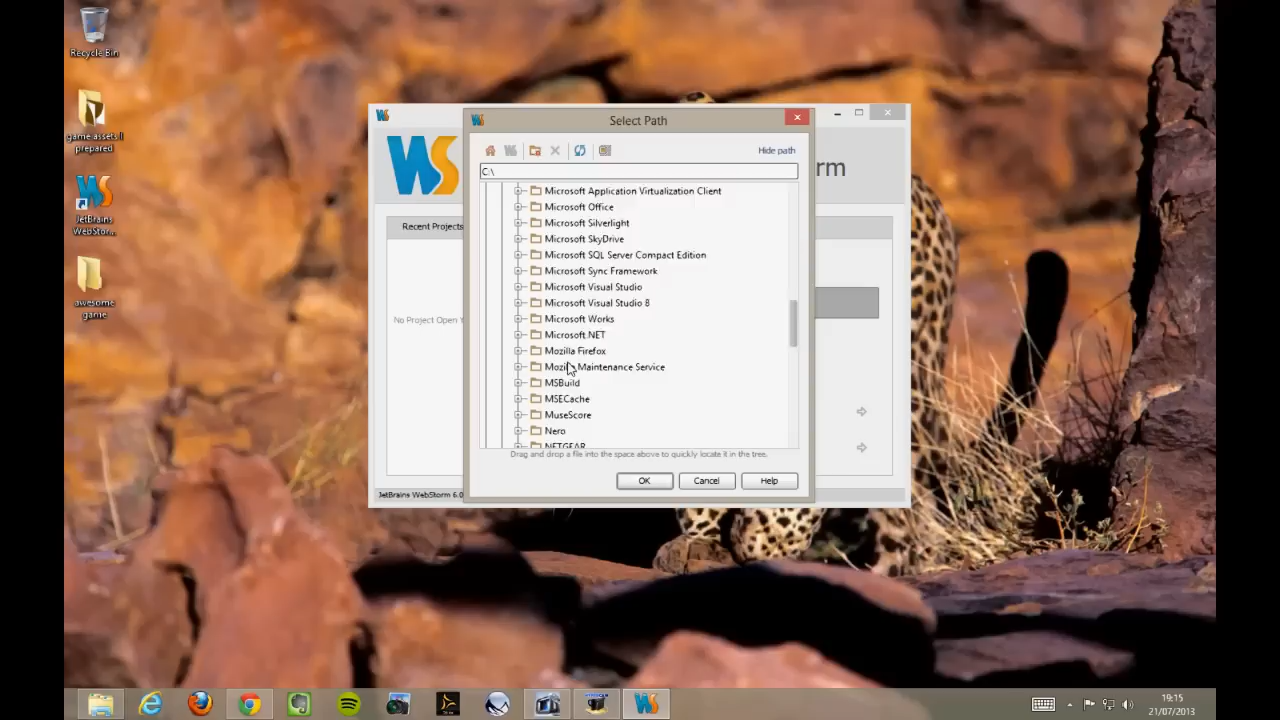 Recycle Bin
game assets I
prepared
JetBrains
WebStorm...
awesome
game
WS
rm
Recent Projects
No Project Open Y
JetBrains WebStorm 6.0
Select Path
Hide path
C:\
Microsoft Application Virtualization Client
Microsoft Office
Microsoft Silverlight
Microsoft SkyDrive
Microsoft SQL Server Compact Edition
Microsoft Sync Framework
Microsoft Visual Studio
Microsoft Visual Studio 8
Microsoft Works
Microsoft.NET
Mozilla Firefox
Mozilla Maintenance Service
MSBuild
MSECache
MuseScore
Nero
NETGEAR
Drag and drop a file into the space above to quickly locate it in the tree.
OK
Cancel
Help
19:15
21/07/2013